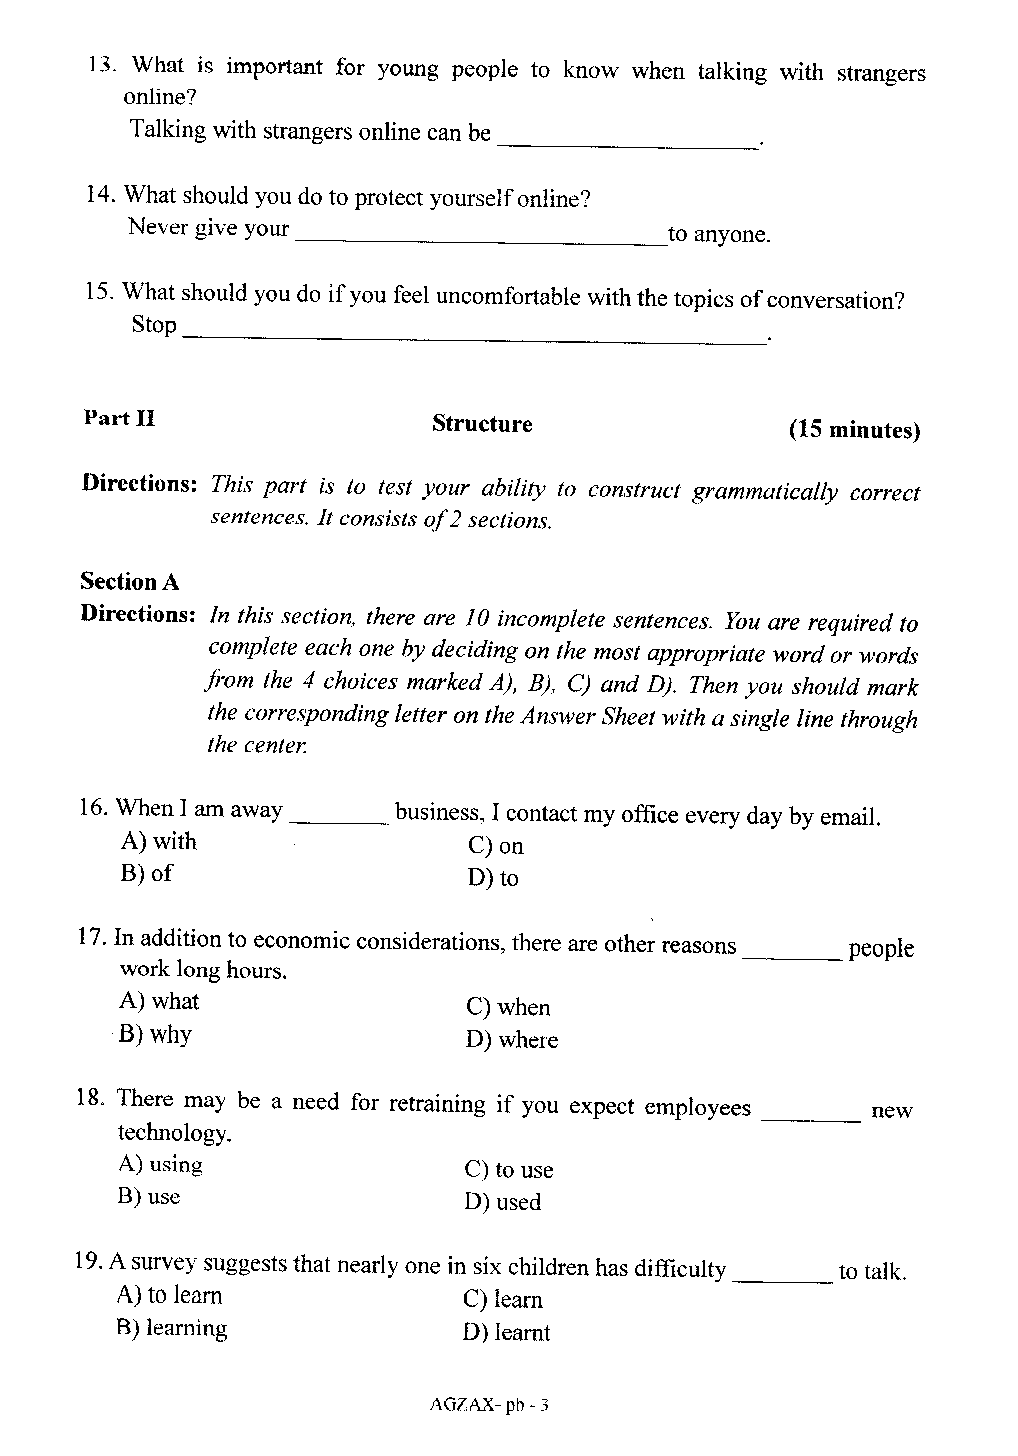 13. What is important for young people to know when talking with strangers
online?
Talking with strangers online can be ____________________.
14. What should you do to protect yourself online?
Never give your ____________________________to anyone.
15. What should you do if you feel uncomfortable with the topics of conversation?
Stop ____________________________________________.
Part II Structure (15 minutes)
Directions: This part is to test your ability to construct grammatically correct
sentences. It consists of 2 sections.
Section A
Directions: In this section, there are 10 incomplete sentences. You are required to
complete each one by deciding on the most appropriate word or words
from the 4 choices marked A), B), C) and D). Then you should mark
the corresponding letter on the Answer Sheet with a single line through
the center.
16. When I am away ________ business, I contact my office every day by email.
A) with C) on
B) of D) to
17. In addition to economic considerations, there are other reasons ________ people
work long hours.
A) what C) when
B) why D) where
18. There may be a need for retraining if you expect employees ________ new
technology.
A) using C) to use
B) use D) used
19. A survey suggests that nearly one in six children has difficulty ________ to talk.
A) to learn C) learn
B) learning D) learnt
AGZAX- pb - 3